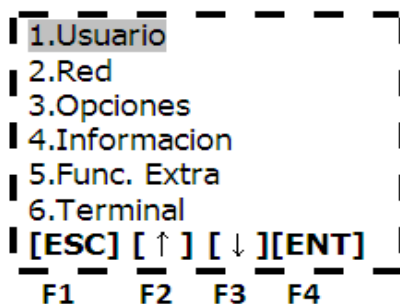 1.Usuario
2.Red
3.Opciones
4.Informacion
5.Func. Extra
6.Terminal
[ESC] [ ↑ ] [ ↓ ][ENT]
F1 F2 F3 F4